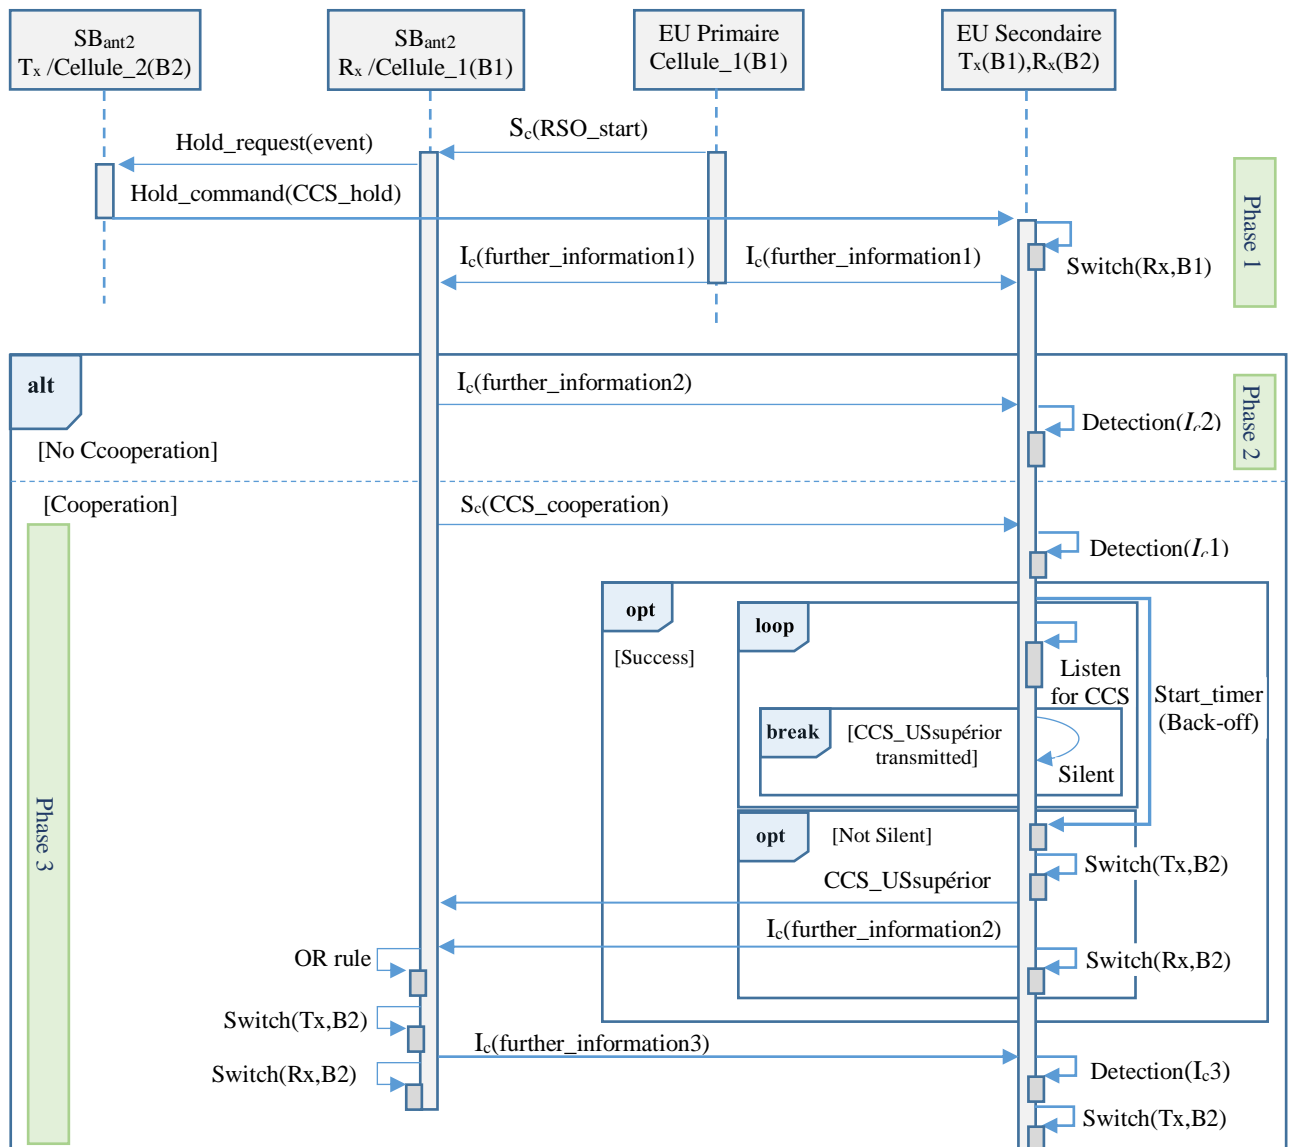 SBant2
Tx /Cellule_2(B2)
SBant2
Rx /Cellule_1(B1)
EU Primaire
Cellule_1(B1)
EU Secondaire
Tx(B1),Rx(B2)
Sc(RSO_start)
Hold_request(event)
Hold_command(CCS_hold)
Phase 1
Ic(further_information1)
Ic(further_information1)
Switch(Rx,B1)
alt
Ic(further_information2)
Phase 2
Detection(Ic2)
[No Ccooperation]
[Cooperation]
Sc(CCS_cooperation)
Detection(Ic1)
opt
loop
[Success]
Listen
for CCS
Start_timer
(Back-off)
break
[CCS_USsupérior
transmitted]
Silent
Phase 3
opt
[Not Silent]
Switch(Tx,B2)
CCS_USsupérior
Ic(further_information2)
OR rule
Switch(Rx,B2)
Switch(Tx,B2)
Ic(further_information3)
Switch(Rx,B2)
Detection(Ic3)
Switch(Tx,B2)